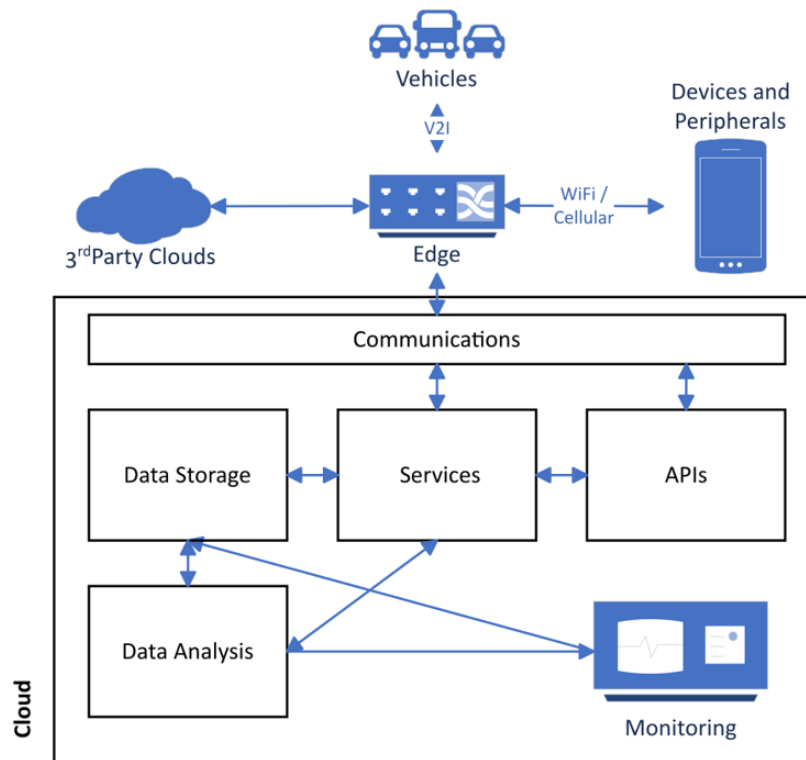 Vehicles
V2I
Devices and
Peripherals
WiFi /
Cellular
3rdParty Clouds
Edge
Communications
Data Storage
Services
APIs
Data Analysis
Monitoring
Cloud